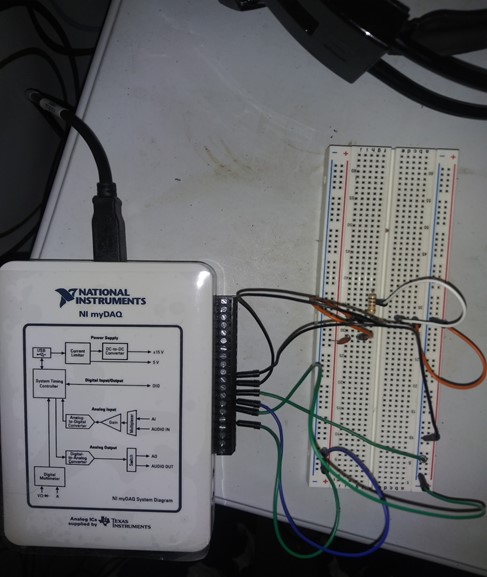 NATIONAL
INSTRUMENTS
NI myDAQ
Power Supply
USB
Current
Limiter
DC-to-DC
Converter
±15 V
5 V
System Timing
Controller
Digital Input/Output
DIO
Analog Input
Analog to
Digital
Converter
Gain
AI
AUDIO IN
Analog Output
Digital to
Analog
Converter
AO
AUDIO OUT
Digital
Multimeter
NI myDAQ System Diagram
Analog ICs
supplied by
TEXAS
INSTRUMENTS